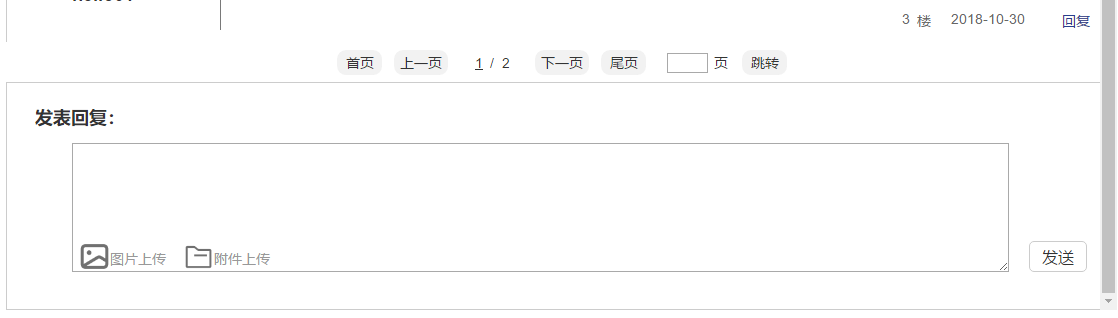 3 楼 2018-10-30 回复
首页 上一页 1 / 2 下一页 尾页 页 跳转
发表回复：
图片上传 附件上传 发送